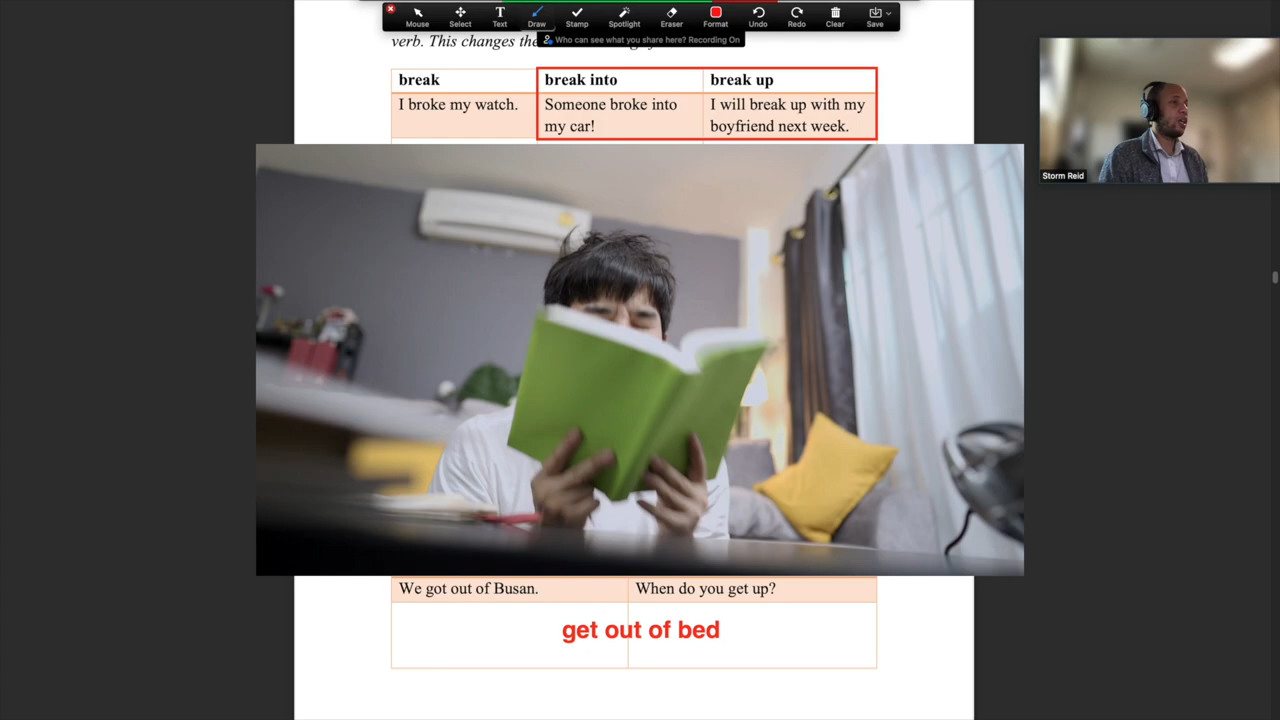 Mouse
Select
Text
Draw
Stamp
Spotlight
Eraser
Format
Undo
Redo
Clear
Save
Who can see what you share here? Recording On
verb. This changes the
break
break into
break up
I broke my watch.
Someone broke into
my car!
I will break up with my
boyfriend next week.
Storm Reid
We got out of Busan.
When do you get up?
get out of bed